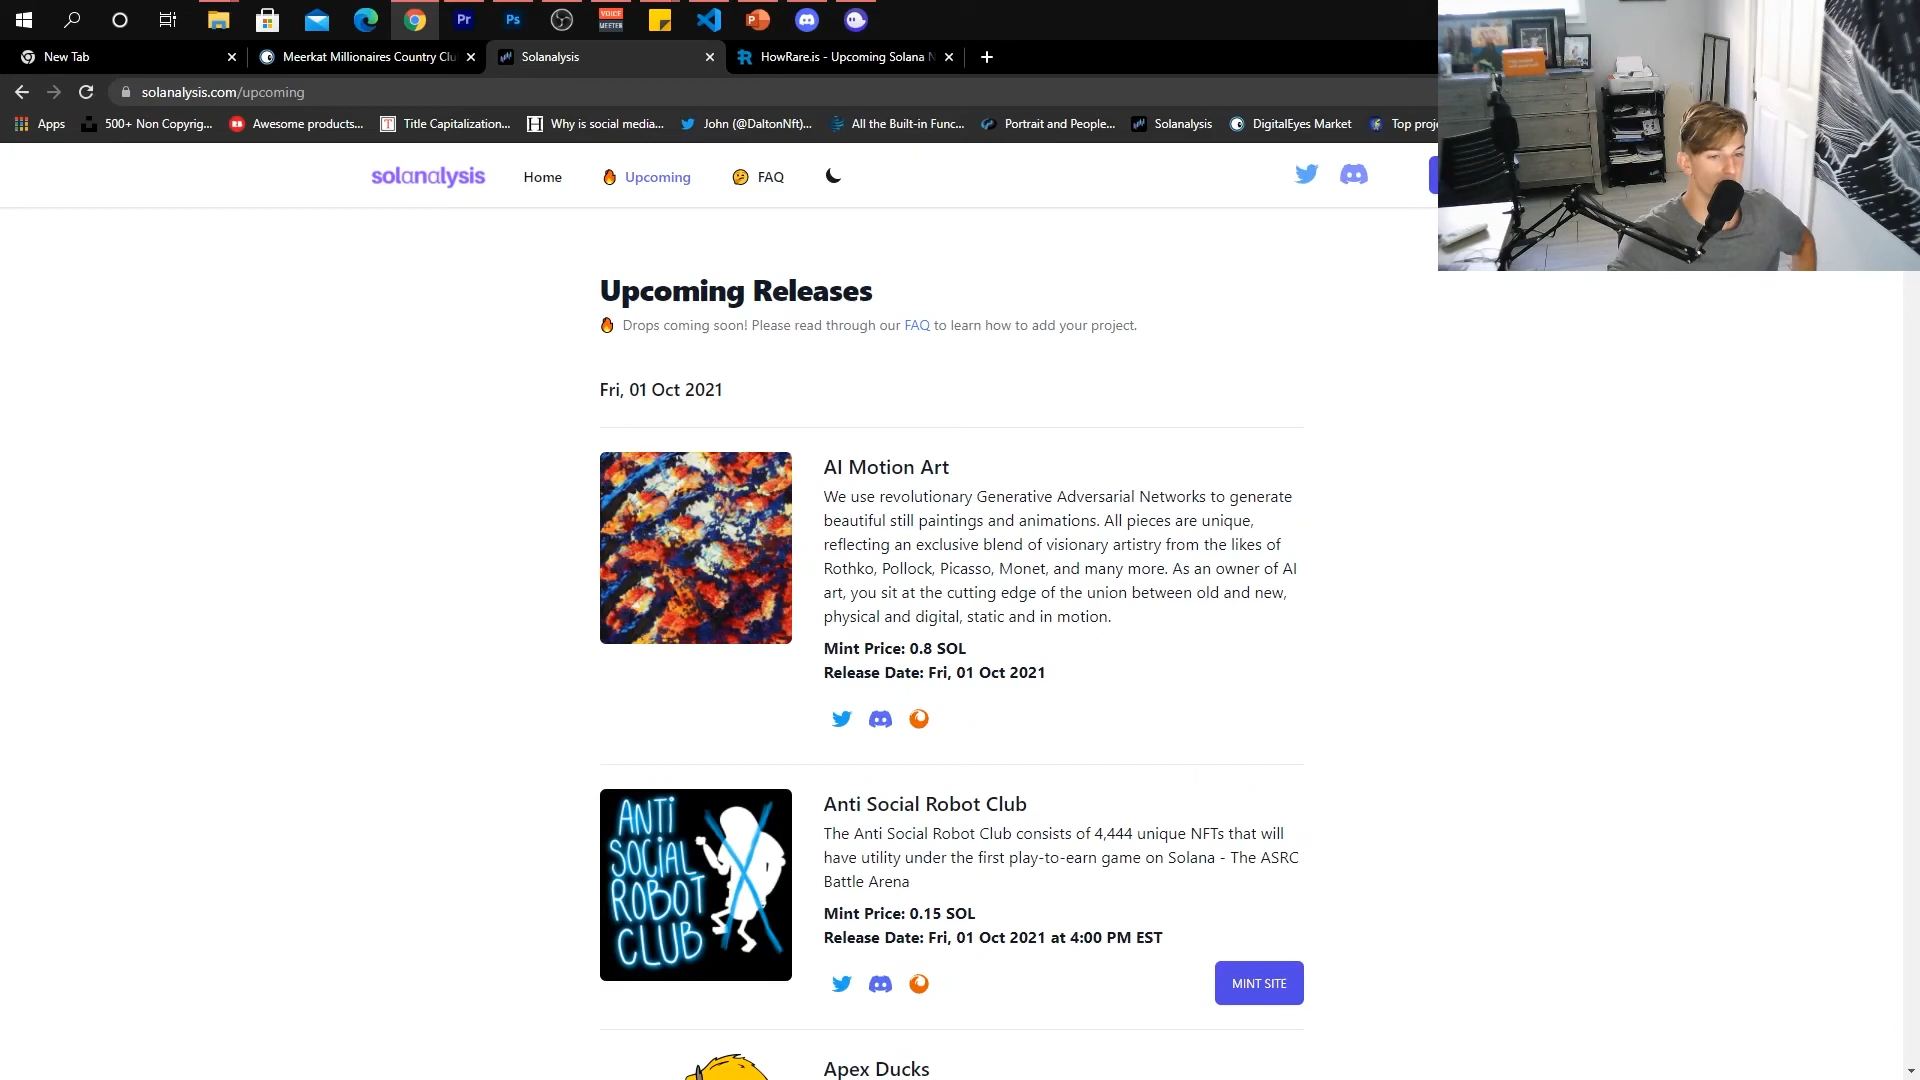 Pr
Ps
VOICE
MEETER
P
New Tab
Meerkat Millionaires Country Clu
Solanalysis
HowRare.is - Upcoming Solana N
solanalysis.com/upcoming
Apps
500+ Non Copyrig...
Awesome products...
Title Capitalization...
Why is social media...
John (@DaltonNft)...
All the Built-in Func...
Portrait and People...
Solanalysis
DigitalEyes Market
Top proj
solanalysis
Home
Upcoming
FAQ
Upcoming Releases
Drops coming soon! Please read through our FAQ to learn how to add your project.
Fri, 01 Oct 2021
AI Motion Art
We use revolutionary Generative Adversarial Networks to generate
beautiful still paintings and animations. All pieces are unique,
reflecting an exclusive blend of visionary artistry from the likes of
Rothko, Pollock, Picasso, Monet, and many more. As an owner of AI
art, you sit at the cutting edge of the union between old and new,
physical and digital, static and in motion.
Mint Price: 0.8 SOL
Release Date: Fri, 01 Oct 2021
ANTI
SOCIAL
ROBOT
CLUB
Anti Social Robot Club
The Anti Social Robot Club consists of 4,444 unique NFTs that will
have utility under the first play-to-earn game on Solana - The ASRC
Battle Arena
Mint Price: 0.15 SOL
Release Date: Fri, 01 Oct 2021 at 4:00 PM EST
MINT SITE
Apex Ducks